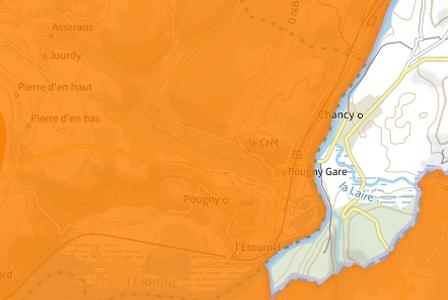 Asserans
D 76B
Jourdy
Pierre d'en haut
Chancy
Pierre d'en bas
le Crêt
Pougny Gare
la Laire
Pougny
l'Étournel
LE RHÔNE